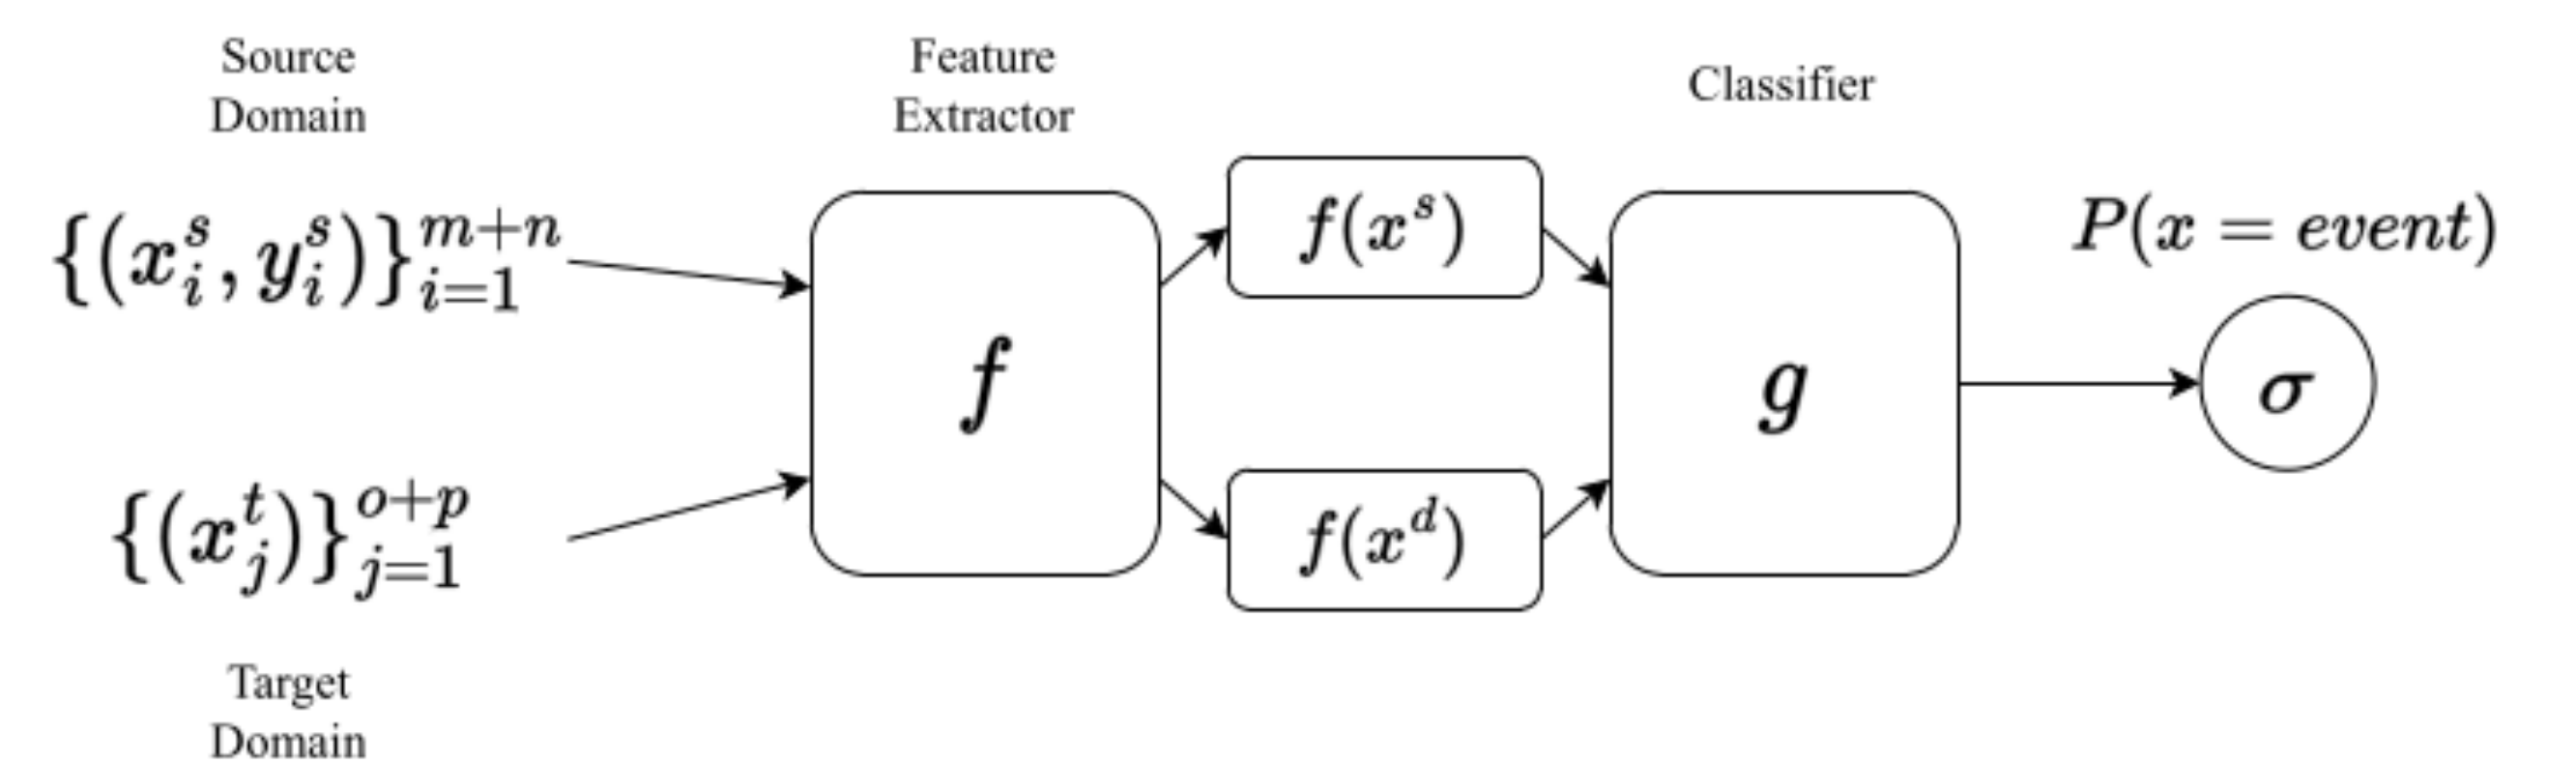 Source
Domain
Feature
Extractor
Classifier
{(x_i^s, y_i^s)}_{i=1}^{m+n}
f(x^s)
P(x = event)
f
g
σ
{(x_j^t)}_{j=1}^{o+p}
f(x^d)
Target
Domain